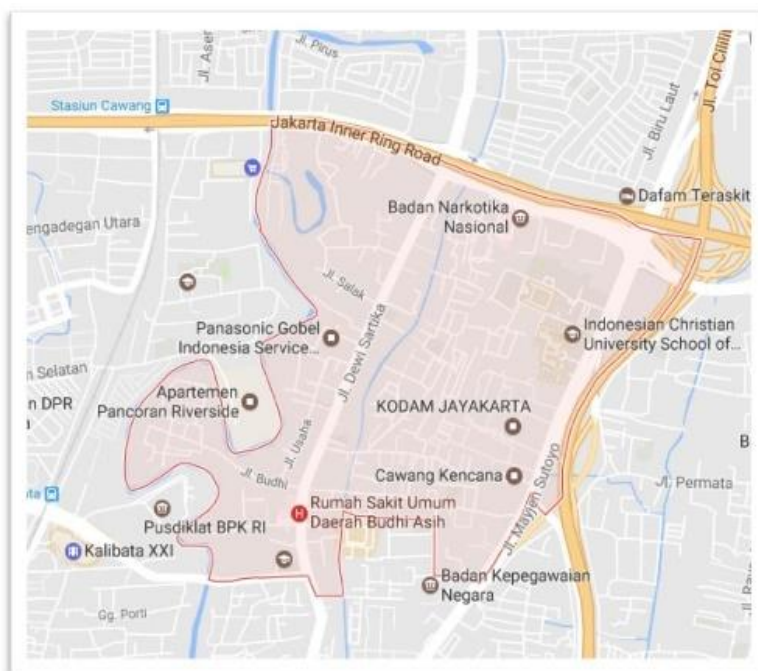 Jl. Pirus
Jl. Aser
Stasiun Cawang
Jakarta Inner Ring Road
Jl. Biru Laut
Jl. Tol Cililit
Dafam Teraskit
Badan Narkotika
Nasional
engadegan Utara
Jl. Salak
Jl. Dewi Sartika
Panasonic Gobel
Indonesia Service...
Indonesian Christian
University School of...
n Selatan
n DPR
a
Apartemen
Pancoran Riverside
KODAM JAYAKARTA
Jl. Usaha
B
Jl. Budhi
Cawang Kencana
Jl. Permata
ta
Rumah Sakit Umum
Daerah Budhi Asih
H
Pusdiklat BPK RI
Jl. Mayjen Sutoyo
Kalibata XXI
Badan Kepegawaian
Negara
Gg. Porti